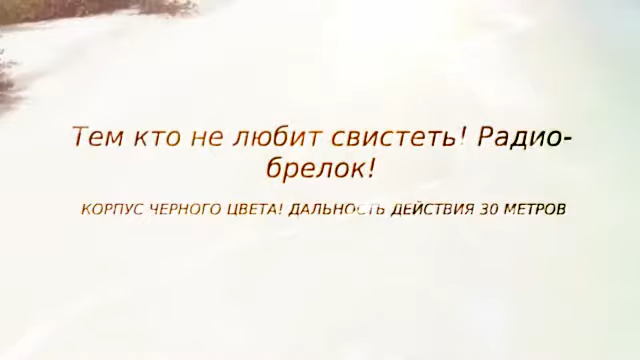 Тем кто не любит свистеть! Радио-
брелок!
КОРПУС ЧЕРНОГО ЦВЕТА! ДАЛЬНОСТЬ ДЕЙСТВИЯ 30 МЕТРОВ